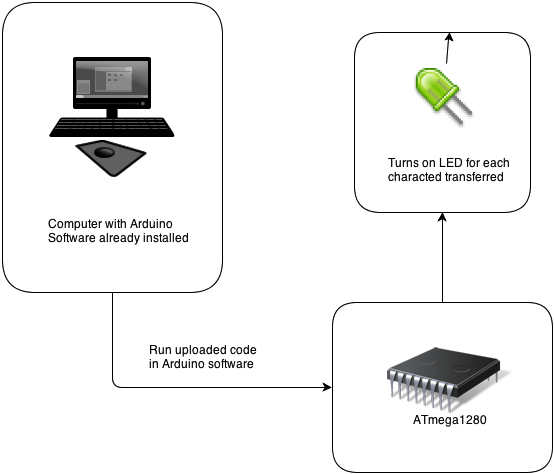 Computer with Arduino
Software already installed
Run uploaded code
in Arduino software
Turns on LED for each
characted transferred
ATmega1280